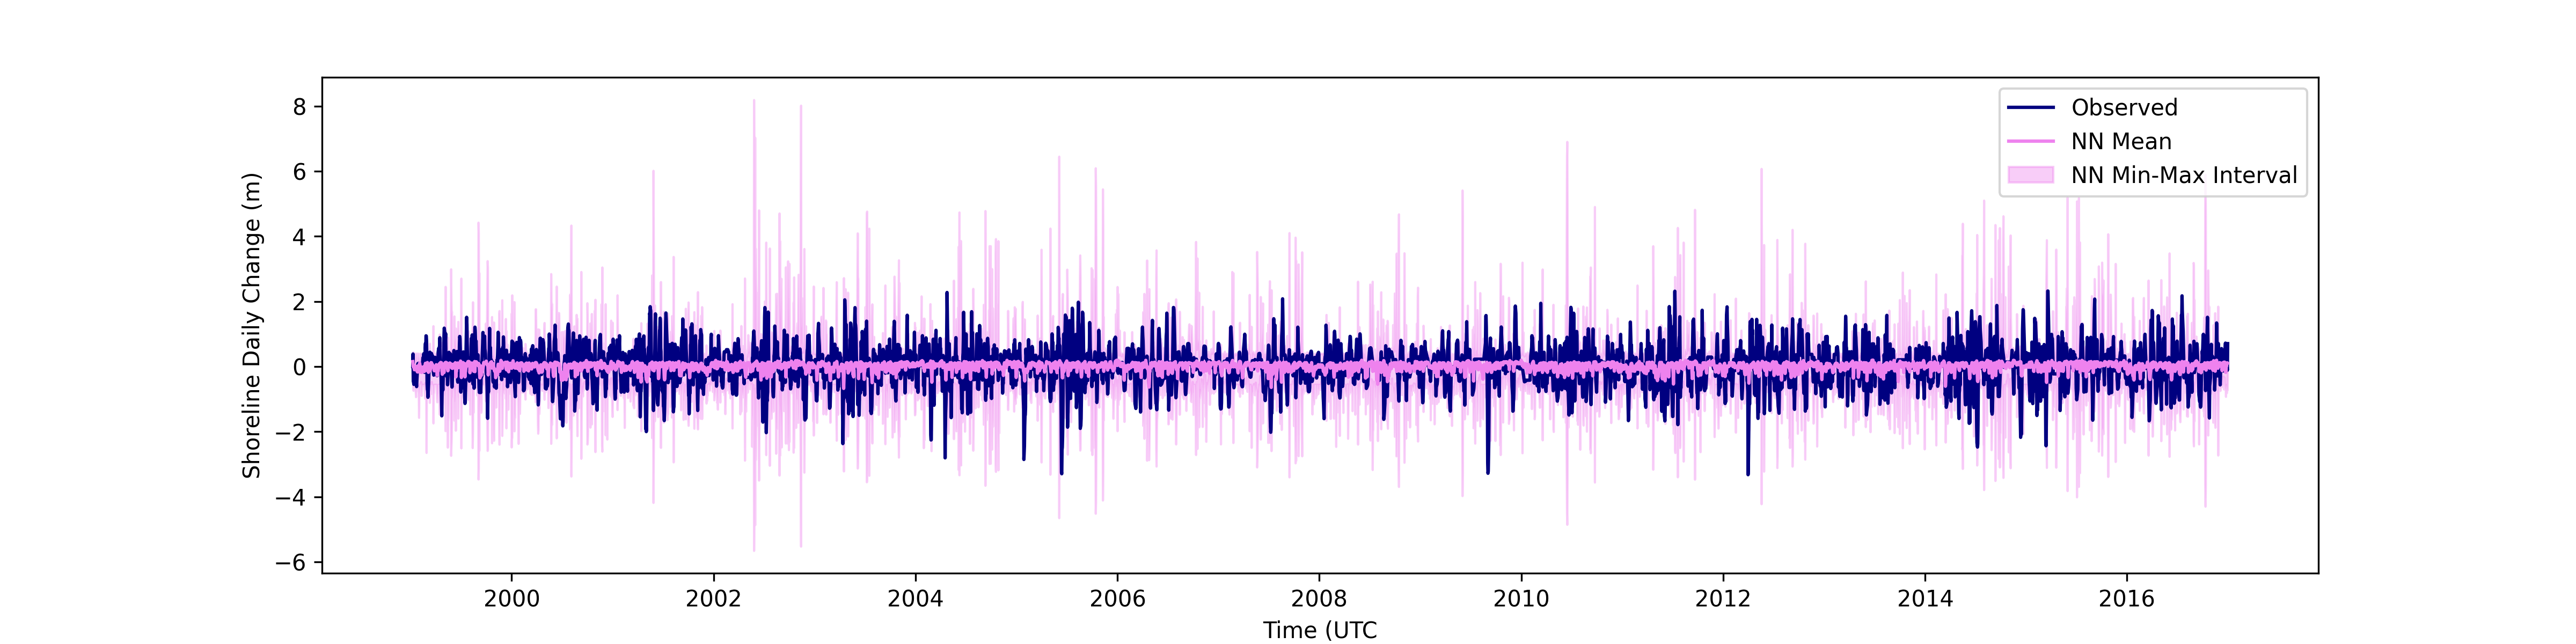 8
6
4
2
0
−2
−4
−6
Shoreline Daily Change (m)
Observed
NN Mean
NN Min-Max Interval
2000 2002 2004 2006 2008 2010 2012 2014 2016
Time (UTC